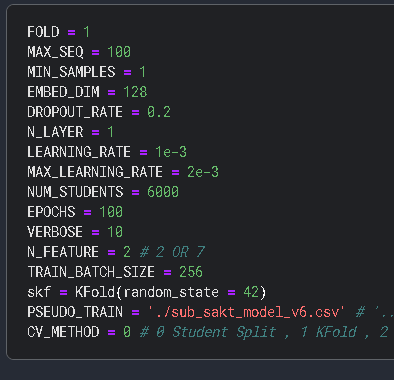 FOLD = 1
MAX_SEQ = 100
MIN_SAMPLES = 1
EMBED_DIM = 128
DROPOUT_RATE = 0.2
N_LAYER = 1
LEARNING_RATE = 1e-3
MAX_LEARNING_RATE = 2e-3
NUM_STUDENTS = 6000
EPOCHS = 100
VERBOSE = 10
N_FEATURE = 2 # 2 OR 7
TRAIN_BATCH_SIZE = 256
skf = KFold(random_state = 42)
PSEUDO_TRAIN = './sub_sakt_model_v6.csv' # '..
CV_METHOD = 0 # 0 Student Split , 1 KFold , 2